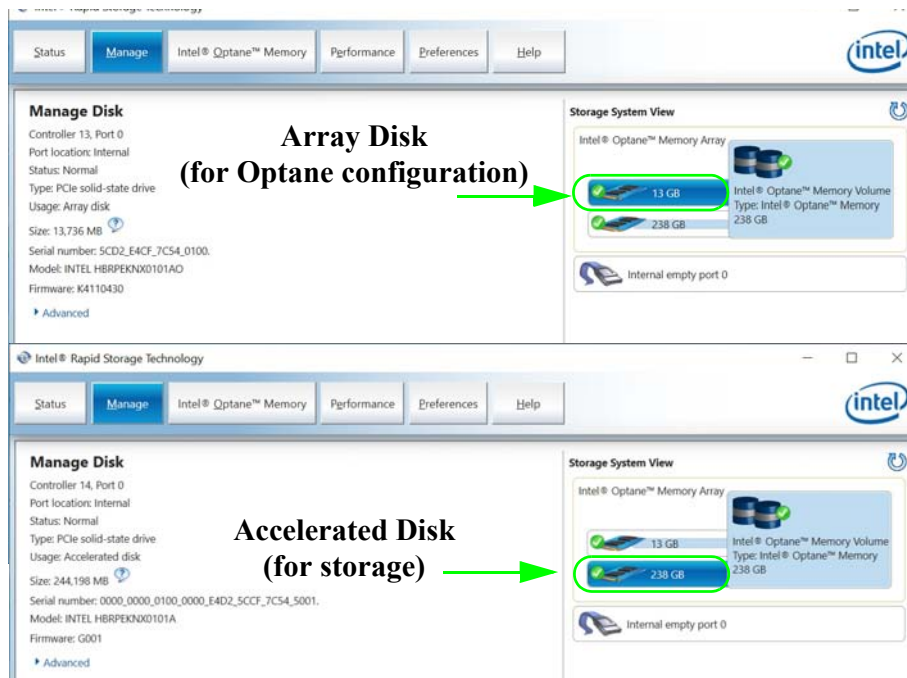 Intel® Rapid Storage Technology
Status
Manage
Intel® Optane™ Memory
Performance
Preferences
Help
intel
Manage Disk
Controller 13, Port 0
Port location: Internal
Status: Normal
Type: PCIe solid-state drive
Usage: Array disk
Size: 13,736 MB
Serial number: 5CD2_E4CF_7C54_0100.
Model: INTEL HBRPEKNX0101AO
Firmware: K4110430
Advanced
Array Disk
(for Optane configuration)
Storage System View
Intel® Optane™ Memory Array
13 GB
238 GB
Intel® Optane™ Memory Volume
Type: Intel® Optane™ Memory
238 GB
Internal empty port 0
Intel® Rapid Storage Technology
Status
Manage
Intel® Optane™ Memory
Performance
Preferences
Help
intel
Manage Disk
Controller 14, Port 0
Port location: Internal
Status: Normal
Type: PCIe solid-state drive
Usage: Accelerated disk
Size: 244,198 MB
Serial number: 0000_0000_0100_0000_E4D2_5CCF_7C54_5001.
Model: INTEL HBRPEKNX0101A
Firmware: G001
Advanced
Accelerated Disk
(for storage)
Storage System View
Intel® Optane™ Memory Array
13 GB
238 GB
Intel® Optane™ Memory Volume
Type: Intel® Optane™ Memory
238 GB
Internal empty port 0